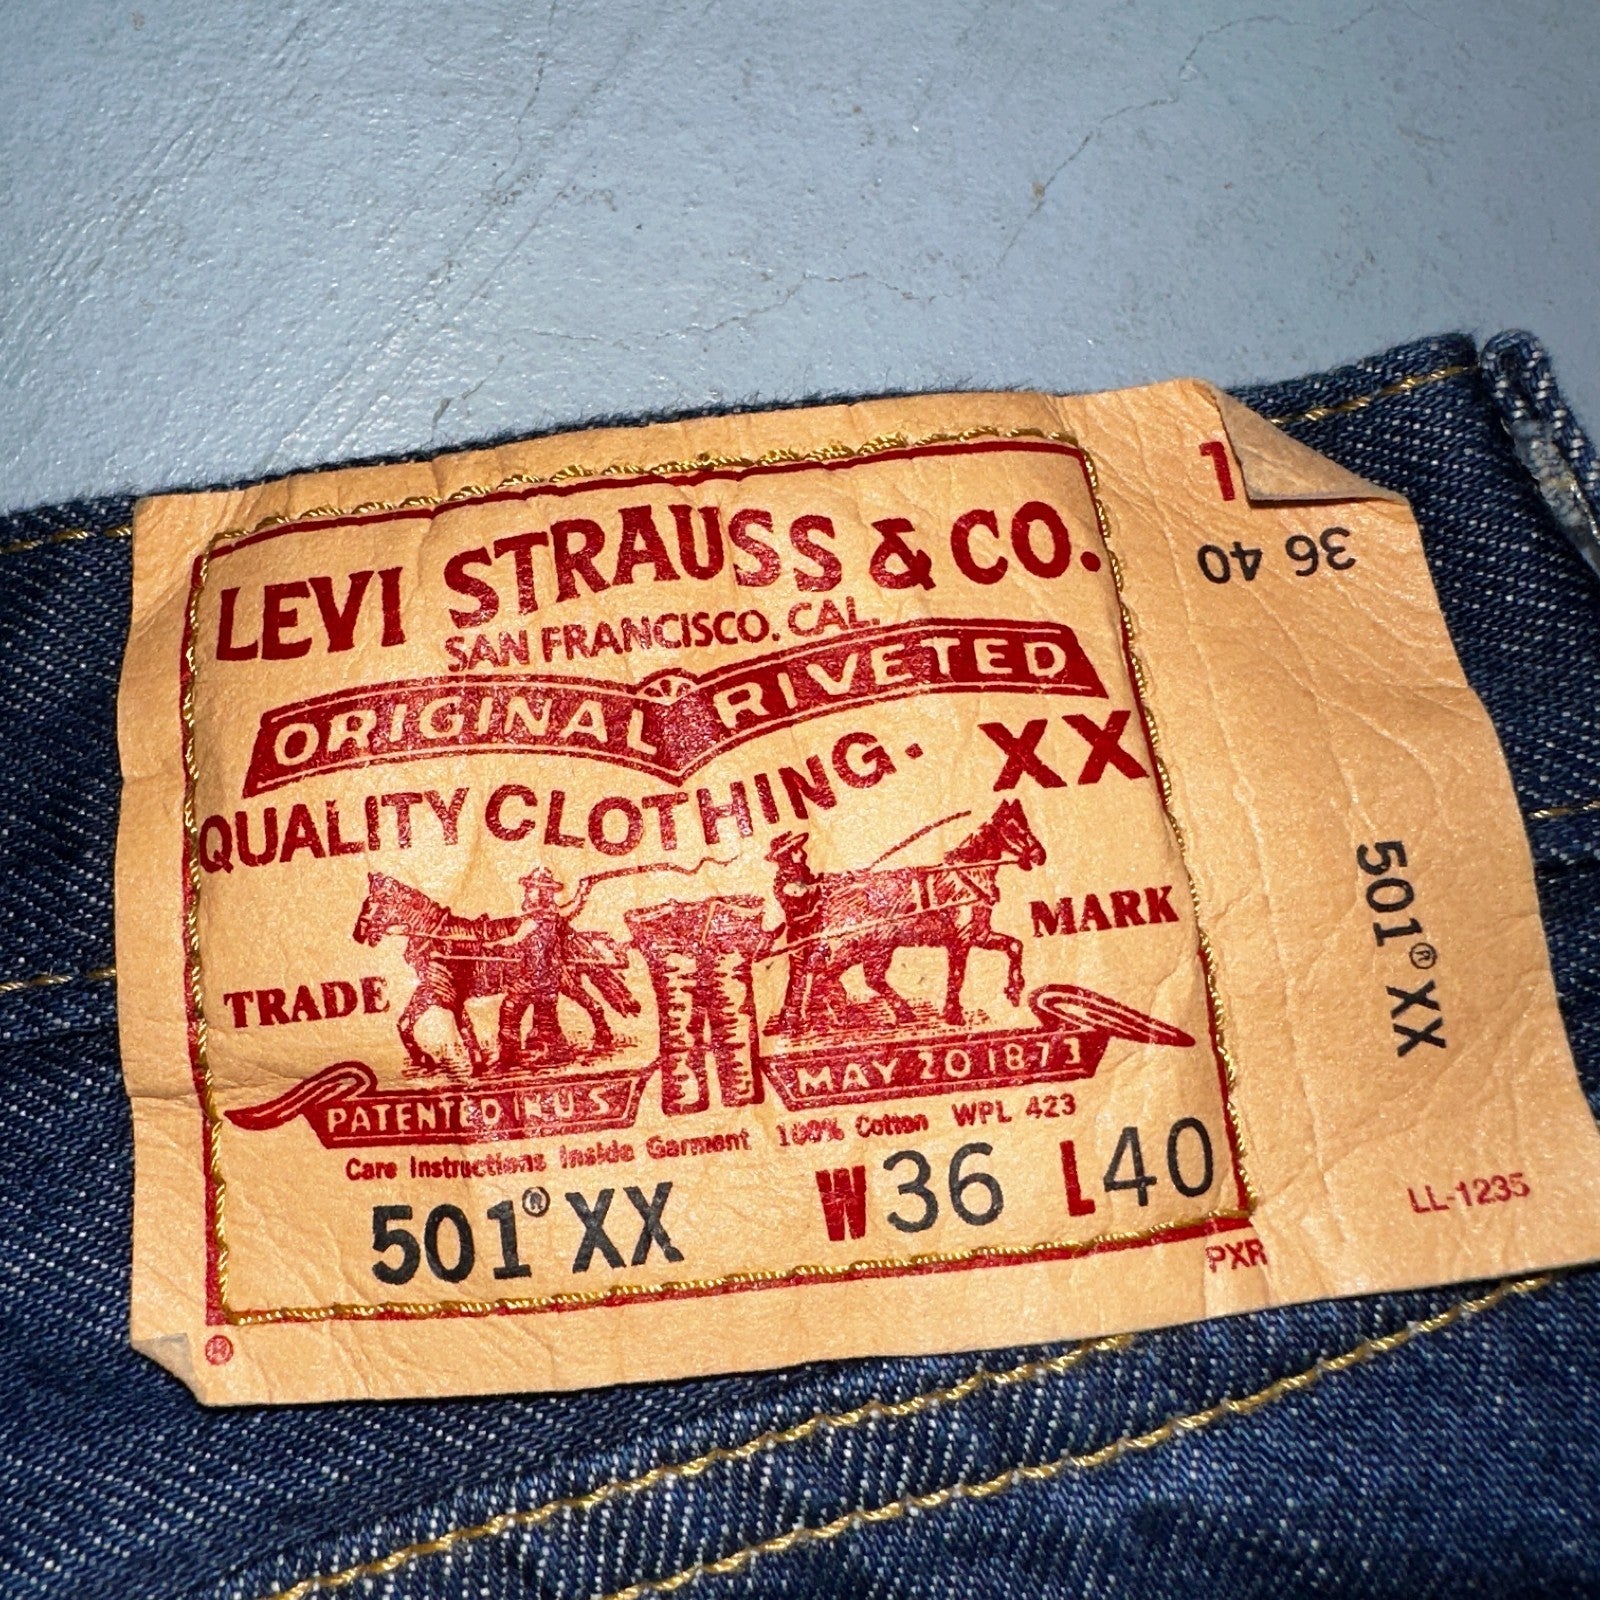 LEVI STRAUSS & CO.
SAN FRANCISCO. CAL.
ORIGINAL RIVETED
QUALITY CLOTHING. XX
TRADE MARK
PATENTED IN U S MAY 20 1873
Care Instructions Inside Garment 100% Cotton WPL 423
501® XX W36 L40
PXR
®
36 40
501® XX
LL-1235